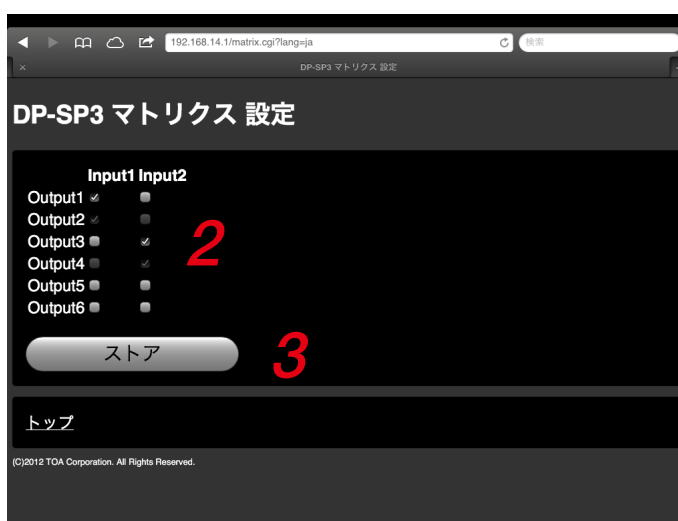 192.168.14.1/matrix.cgi?lang=ja
検索
DP-SP3 マトリクス 設定
DP-SP3 マトリクス 設定
Input1 Input2
Output1
Output2
Output3
Output4
Output5
Output6
2
ストア
3
トップ
(C)2012 TOA Corporation. All Rights Reserved.